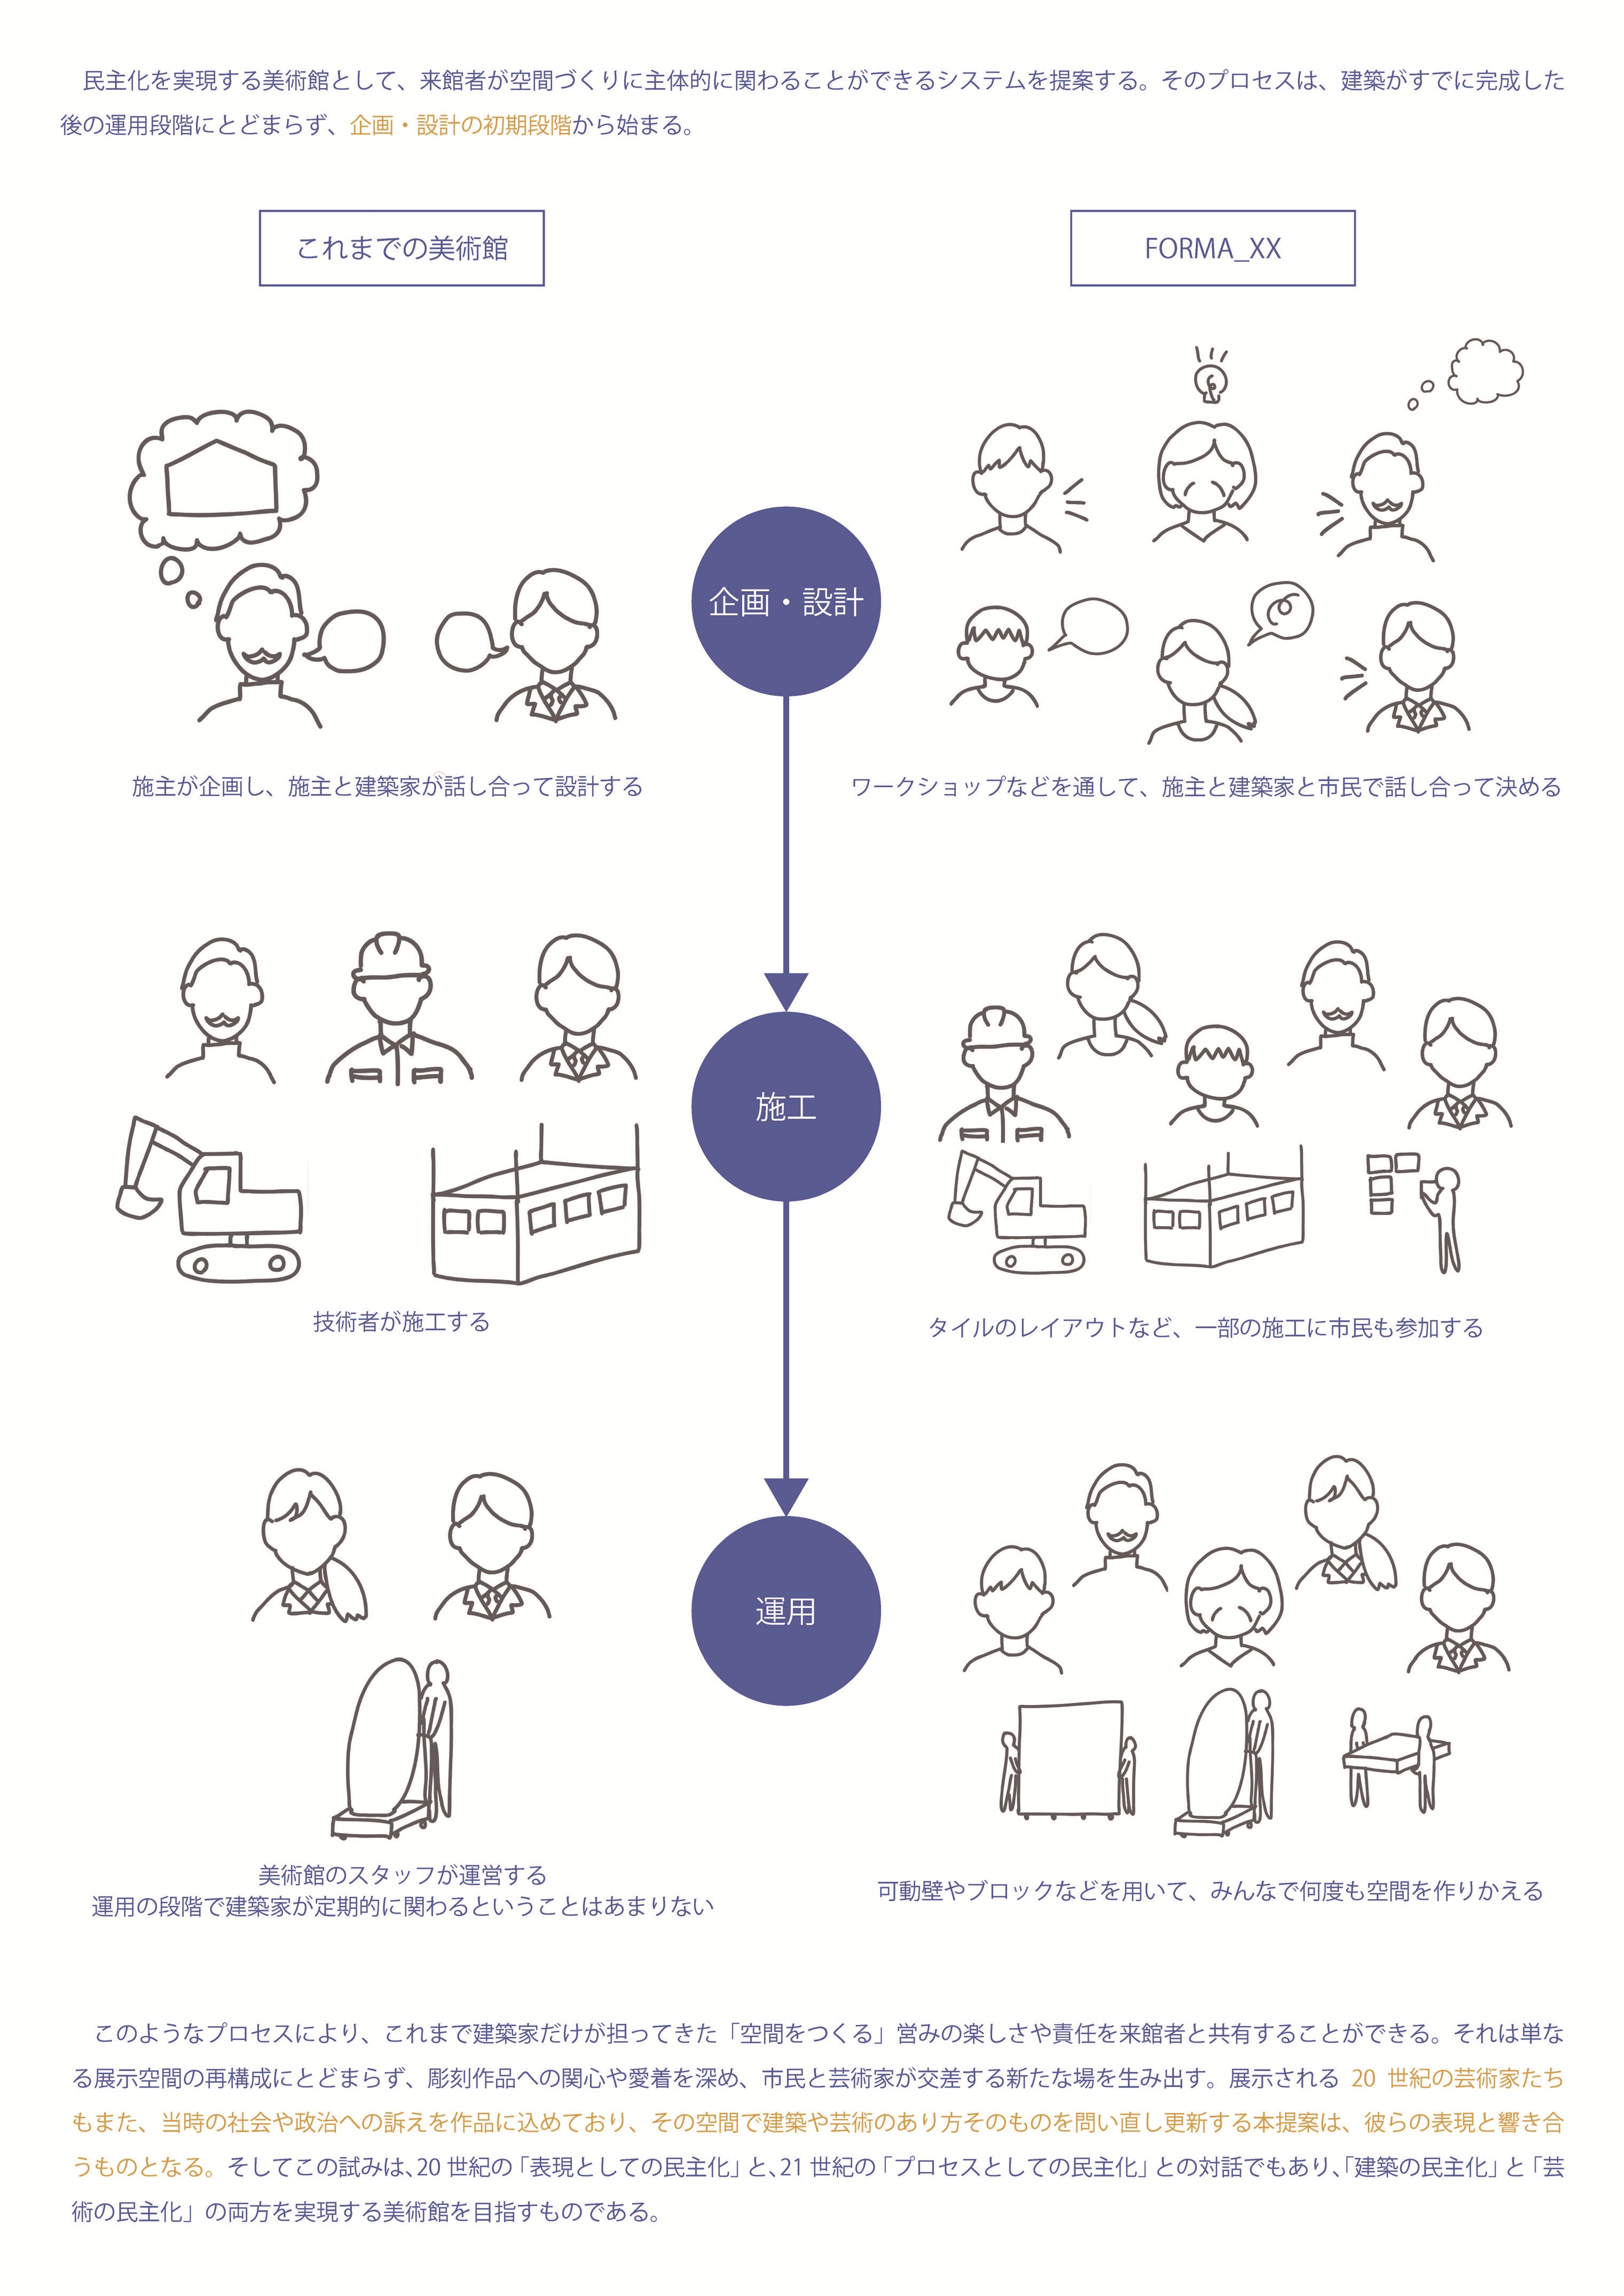 民主化を実現する美術館として、来館者が空間づくりに主体的に関わることができるシステムを提案する。そのプロセスは、建築がすでに完成した
後の運用段階にとどまらず、企画・設計の初期段階から始まる。
これまでの美術館
FORMA_XX
企画・設計
施主が企画し、施主と建築家が話し合って設計する
ワークショップなどを通して、施主と建築家と市民で話し合って決める
施工
技術者が施工する
タイルのレイアウトなど、一部の施工に市民も参加する
運用
美術館のスタッフが運営する
運用の段階で建築家が定期的に関わるということはあまりない
可動壁やブロックなどを用いて、みんなで何度も空間を作りかえる
このようなプロセスにより、これまで建築家だけが担ってきた「空間をつくる」営みの楽しさや責任を来館者と共有することができる。それは単な
る展示空間の再構成にとどまらず、彫刻作品への関心や愛着を深め、市民と芸術家が交差する新たな場を生み出す。展示される 20 世紀の芸術家たち
もまた、当時の社会や政治への訴えを作品に込めており、その空間で建築や芸術のあり方そのものを問い直し更新する本提案は、彼らの表現と響き合
うものとなる。そしてこの試みは、20 世紀の「表現としての民主化」と、21 世紀の「プロセスとしての民主化」との対話でもあり、「建築の民主化」と「芸
術の民主化」の両方を実現する美術館を目指すものである。